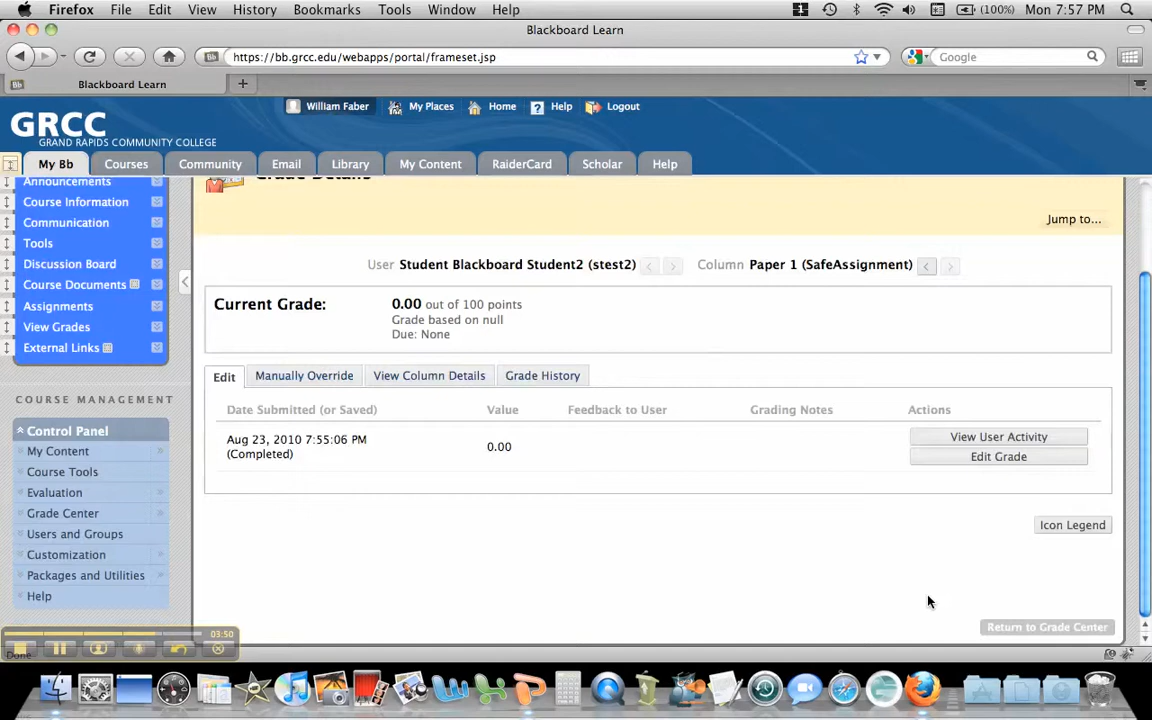 Firefox File Edit View History Bookmarks Tools Window Help 1 (100%) Mon 7:57 PM
Blackboard Learn
https://bb.grcc.edu/webapps/portal/frameset.jsp Google
Bb Blackboard Learn
William Faber My Places Home Help Logout
GRCC
GRAND RAPIDS COMMUNITY COLLEGE
My Bb Courses Community Email Library My Content RaiderCard Scholar Help
Announcements
Grade Details
Course Information
Communication
Jump to...
Tools
Discussion Board
User Student Blackboard Student2 (stest2) Column Paper 1 (SafeAssignment)
Course Documents
Assignments
View Grades
External Links
Current Grade: 0.00 out of 100 points
Grade based on null
Due: None
Edit Manually Override View Column Details Grade History
Date Submitted (or Saved) Value Feedback to User Grading Notes Actions
Aug 23, 2010 7:55:06 PM
(Completed)
0.00
View User Activity
Edit Grade
Icon Legend
Return to Grade Center
COURSE MANAGEMENT
Control Panel
My Content
Course Tools
Evaluation
Grade Center
Users and Groups
Customization
Packages and Utilities
Help
03:50
Done